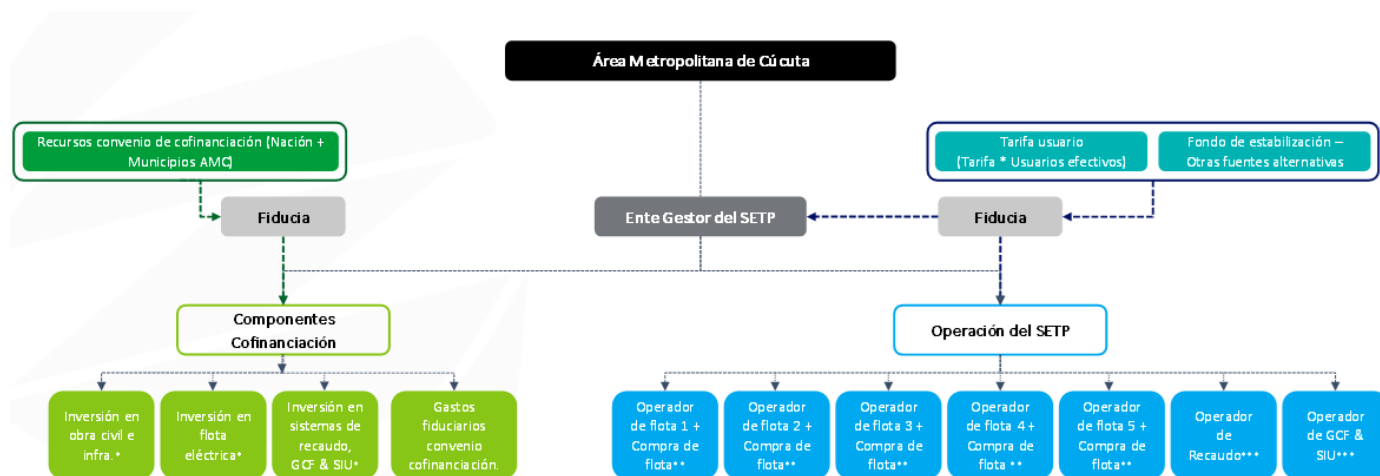 Área Metropolitana de Cúcuta
Recursos convenio de cofinanciación (Nación +
Municipios AMC)
Tarifa usuario
(Tarifa * Usuarios efectivos)
Fondo de estabilización –
Otras fuentes alternativas
Fiducia
Ente Gestor del SETP
Fiducia
Componentes
Cofinanciación
Operación del SETP
Inversión en
obra civil e
infra.*
Inversión en
flota
eléctrica*
Inversión en
sistemas de
recaudo,
GCF & SIU*
Gastos
fiduciarios
convenio
cofinanciación.
Operador
de flota 1 +
Compra de
flota**
Operador
de flota 2 +
Compra de
flota**
Operador
de flota 3 +
Compra de
flota**
Operador
de flota 4 +
Compra de
flota **
Operador
de flota 5 +
Compra de
flota**
Operador
de
Recaudo***
Operador
de GCF &
SIU***